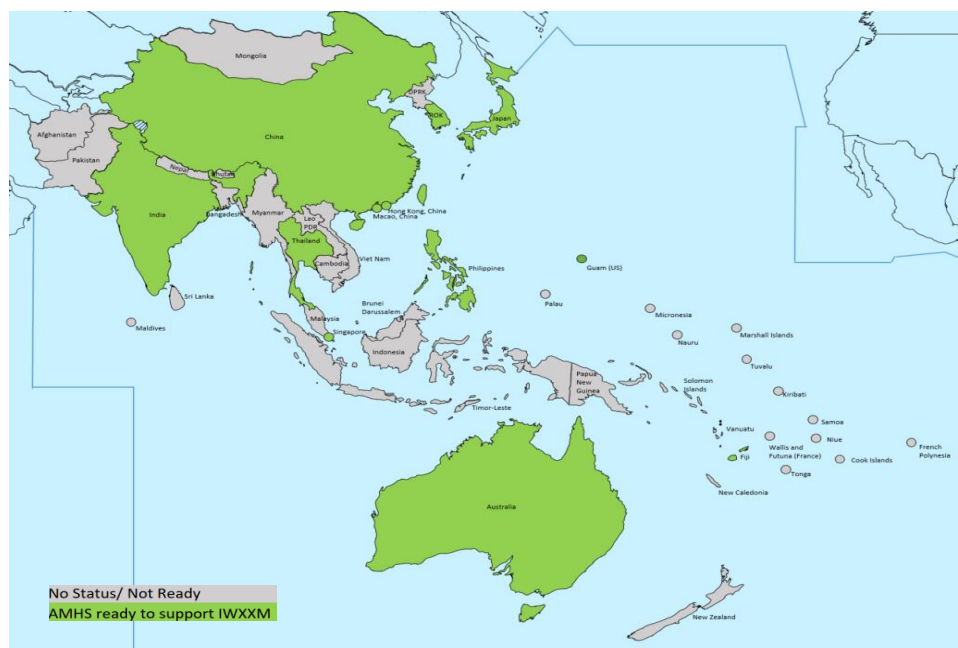 Mongolia
DPRK
ROK
Japan
Afghanistan
Pakistan
China
Nepal
Bhutan
India
Bangladesh
Myanmar
Lao
PDR
Hong Kong, China
Macao, China
Thailand
Viet Nam
Cambodia
Philippines
Guam (US)
Sri Lanka
Maldives
Malaysia
Singapore
Brunei
Darussalem
Indonesia
Palau
Micronesia
Nauru
Marshall Islands
Tuvalu
Kiribati
Papua
New
Guinea
Solomon
Islands
Timor-Leste
Vanuatu
Samoa
Wallis and
Futuna (France)
Niue
French
Polynesia
Fiji
Cook Islands
Tonga
New Caledonia
Australia
New Zealand
No Status/ Not Ready
AMHS ready to support IWXXM